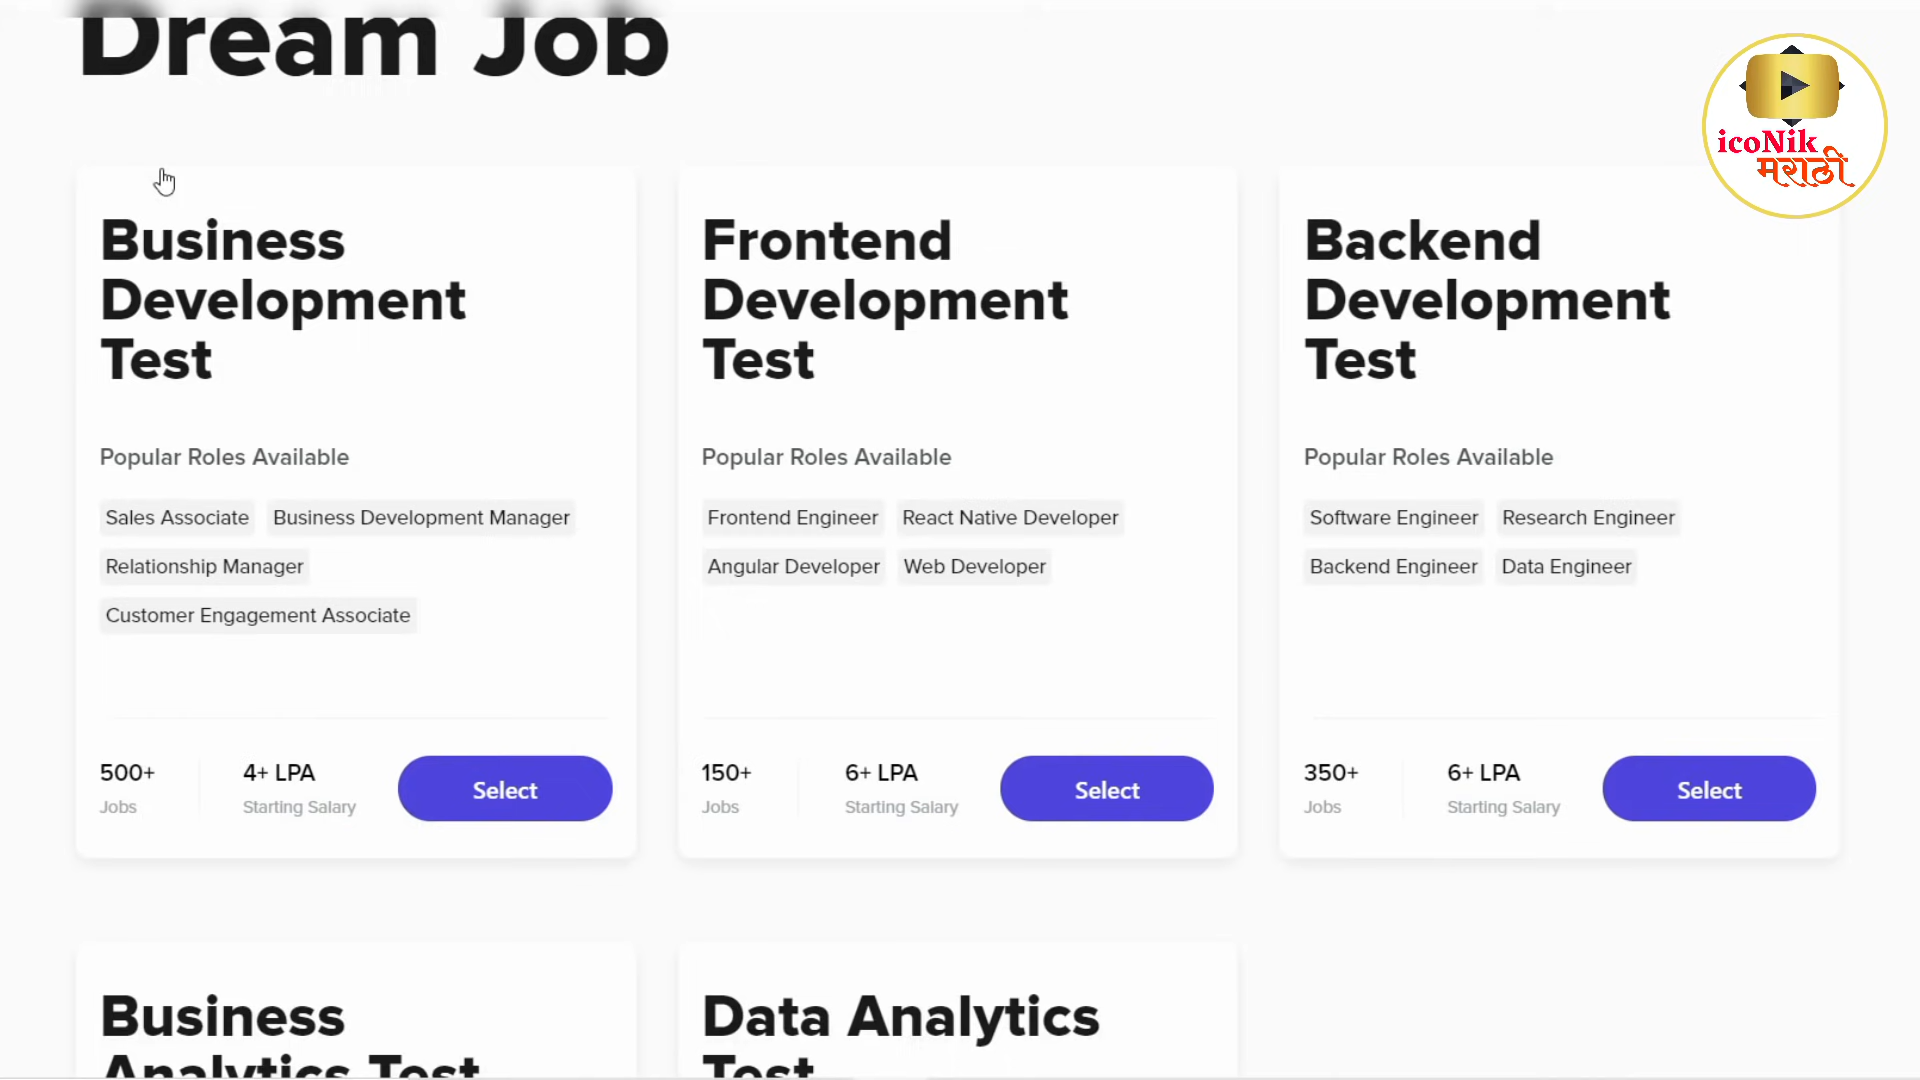 Dream Job
icoNik
मराठी
Business
Development
Test
Popular Roles Available
Sales Associate
Business Development Manager
Relationship Manager
Customer Engagement Associate
500+
Jobs
4+ LPA
Starting Salary
Select
Frontend
Development
Test
Popular Roles Available
Frontend Engineer
React Native Developer
Angular Developer
Web Developer
150+
Jobs
6+ LPA
Starting Salary
Select
Backend
Development
Test
Popular Roles Available
Software Engineer
Research Engineer
Backend Engineer
Data Engineer
350+
Jobs
6+ LPA
Starting Salary
Select
Business
Analytics Test
Data Analytics
Test